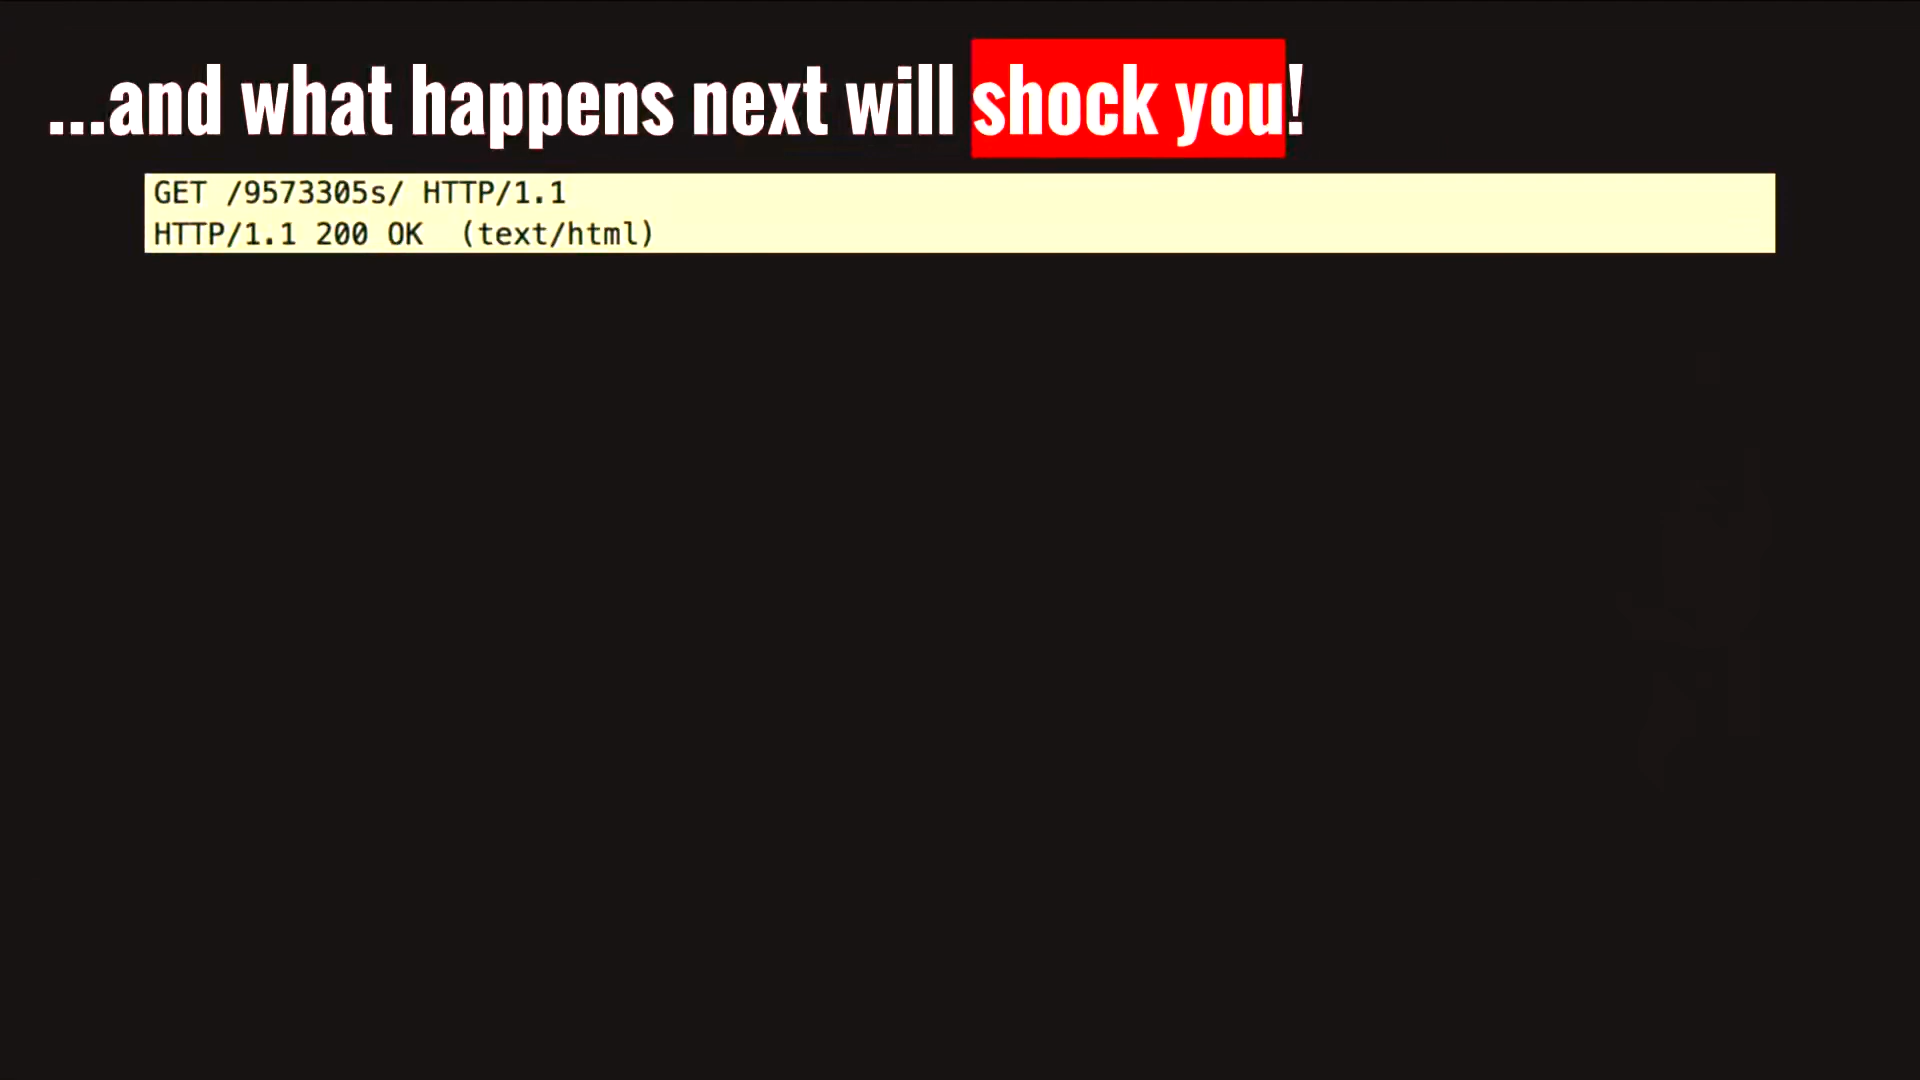 ...and what happens next will shock you!
GET /9573305s/ HTTP/1.1
HTTP/1.1 200 OK  (text/html)